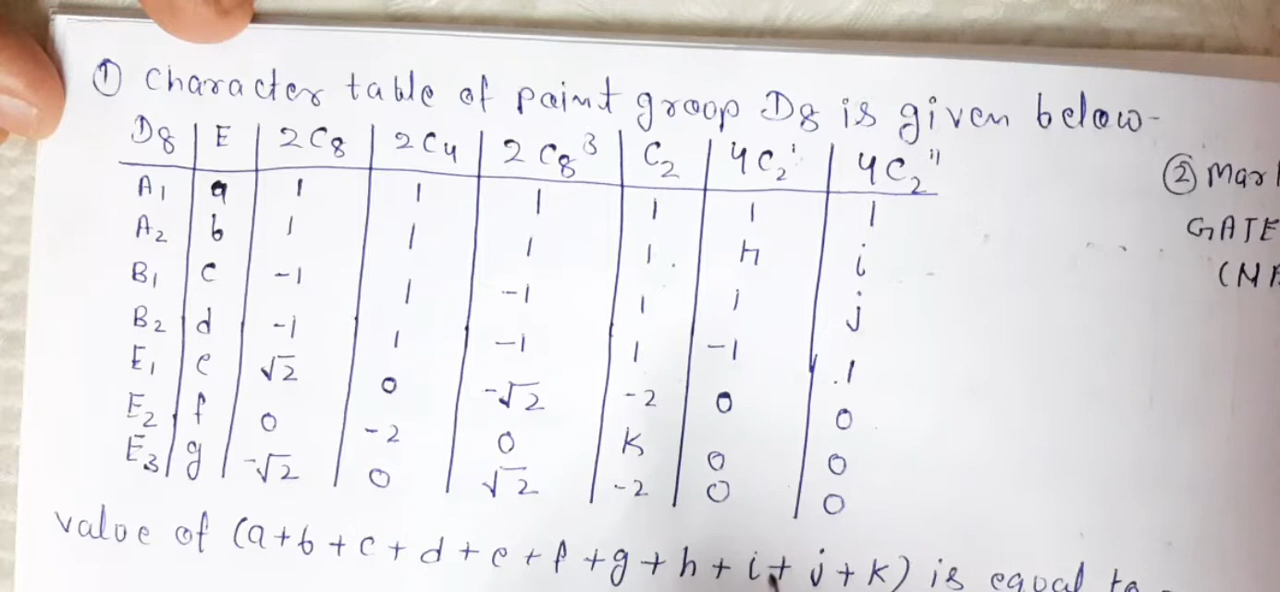 ① Character table of paint groop D8 is given below-
D8 | E | 2C8 | 2C4 | 2C8³ | C2 | 4C2' | 4C2"
A1 a 1 1 1 1 1 1
A2 b 1 1 1 1 h i
B1 c -1 1 -1 1 1 j
B2 d -1 1 -1 1 -1 1
E1 e √2 0 -√2 -2 0 0
E2 f 0 -2 0 K 0 0
E3 g -√2 0 √2 -2 0 0
value of (a+b+c+d+e+f+g+h+i+j+k) is equal to -
② Mar
GATE